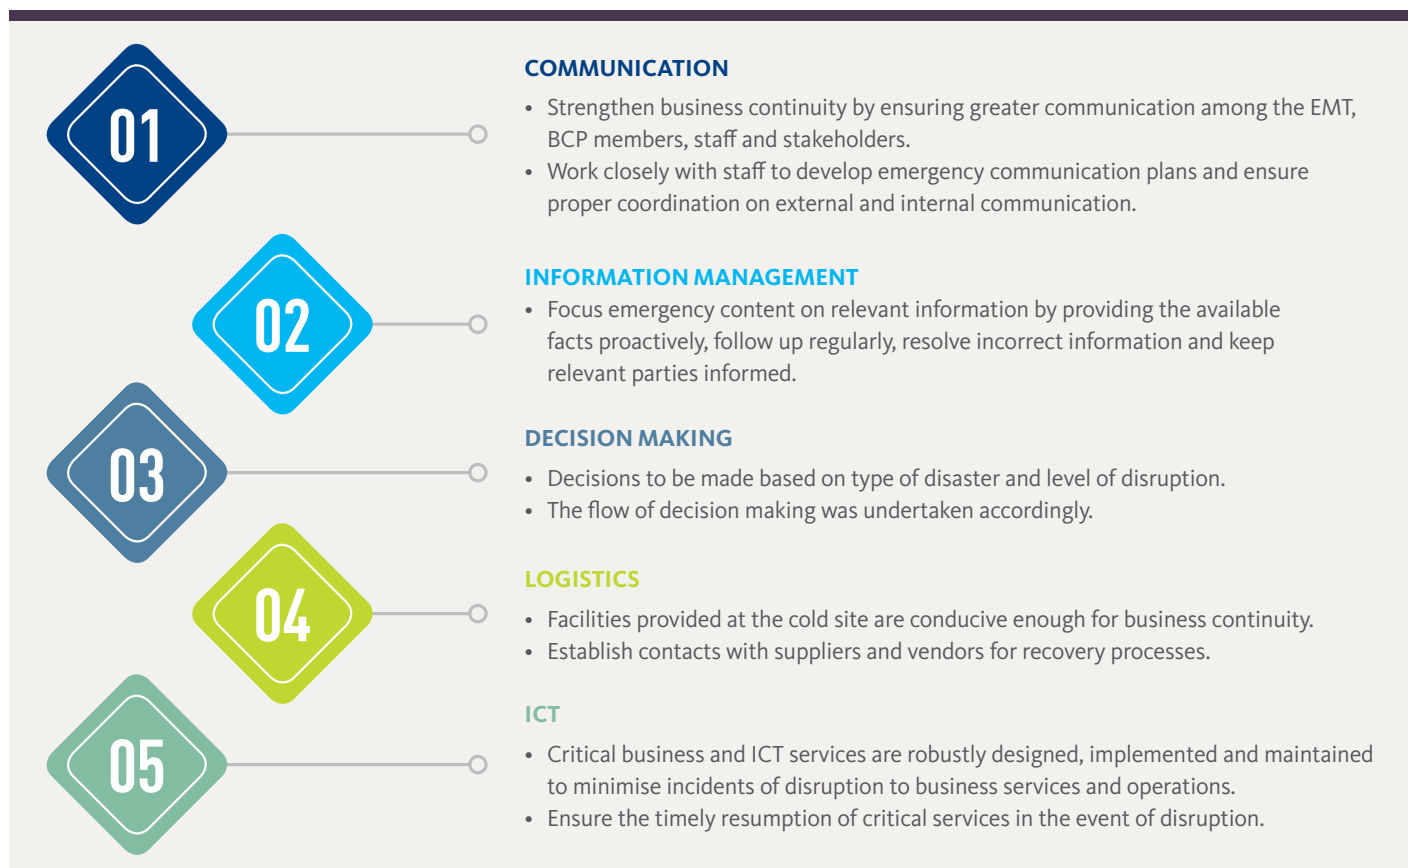 01
COMMUNICATION
• Strengthen business continuity by ensuring greater communication among the EMT,
BCP members, staff and stakeholders.
• Work closely with staff to develop emergency communication plans and ensure
proper coordination on external and internal communication.
02
INFORMATION MANAGEMENT
• Focus emergency content on relevant information by providing the available
facts proactively, follow up regularly, resolve incorrect information and keep
relevant parties informed.
03
DECISION MAKING
• Decisions to be made based on type of disaster and level of disruption.
• The flow of decision making was undertaken accordingly.
04
LOGISTICS
• Facilities provided at the cold site are conducive enough for business continuity.
• Establish contacts with suppliers and vendors for recovery processes.
05
ICT
• Critical business and ICT services are robustly designed, implemented and maintained
to minimise incidents of disruption to business services and operations.
• Ensure the timely resumption of critical services in the event of disruption.